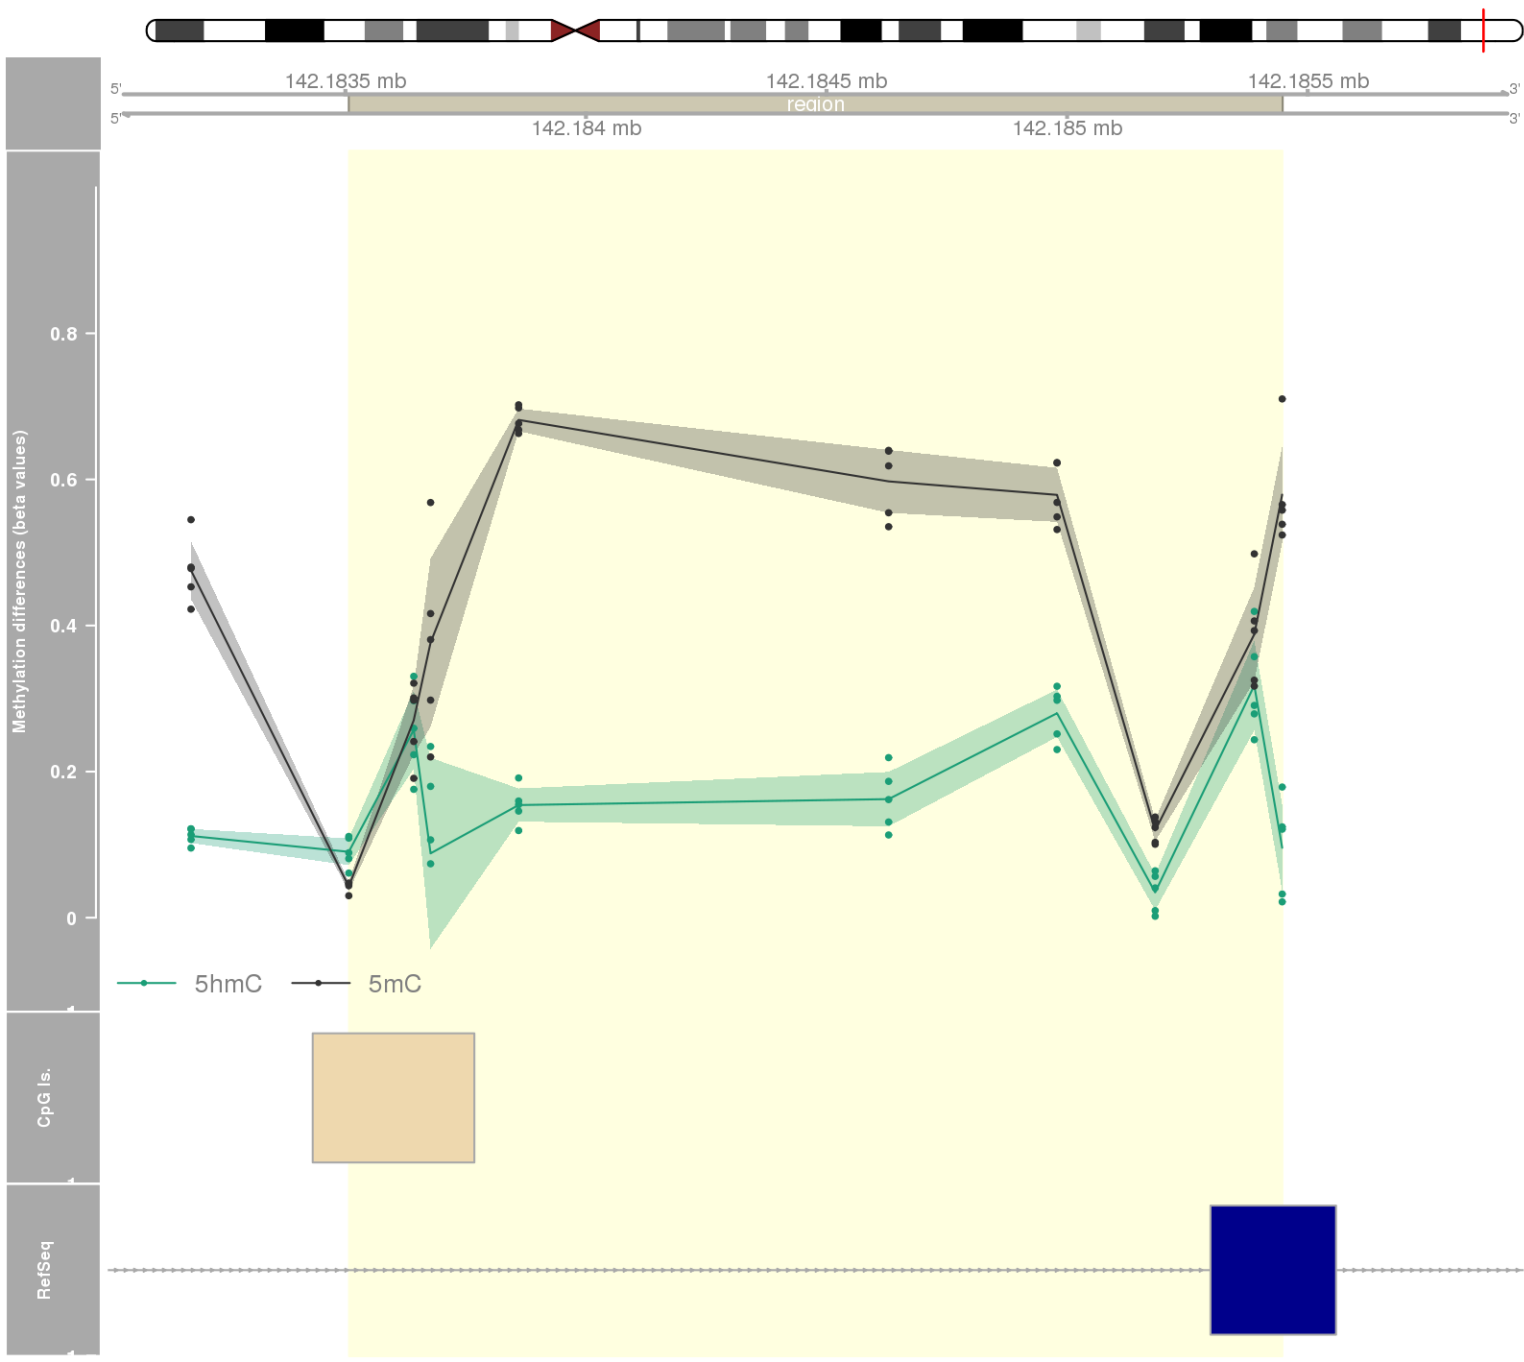 142.1835 mb
142.1845 mb
142.1855 mb
5'
3'
region
5'
3'
142.184 mb
142.185 mb
Methylation differences (beta values)
0.8
0.6
0.4
0.2
0
5hmC
5mC
CpG Is.
RefSeq